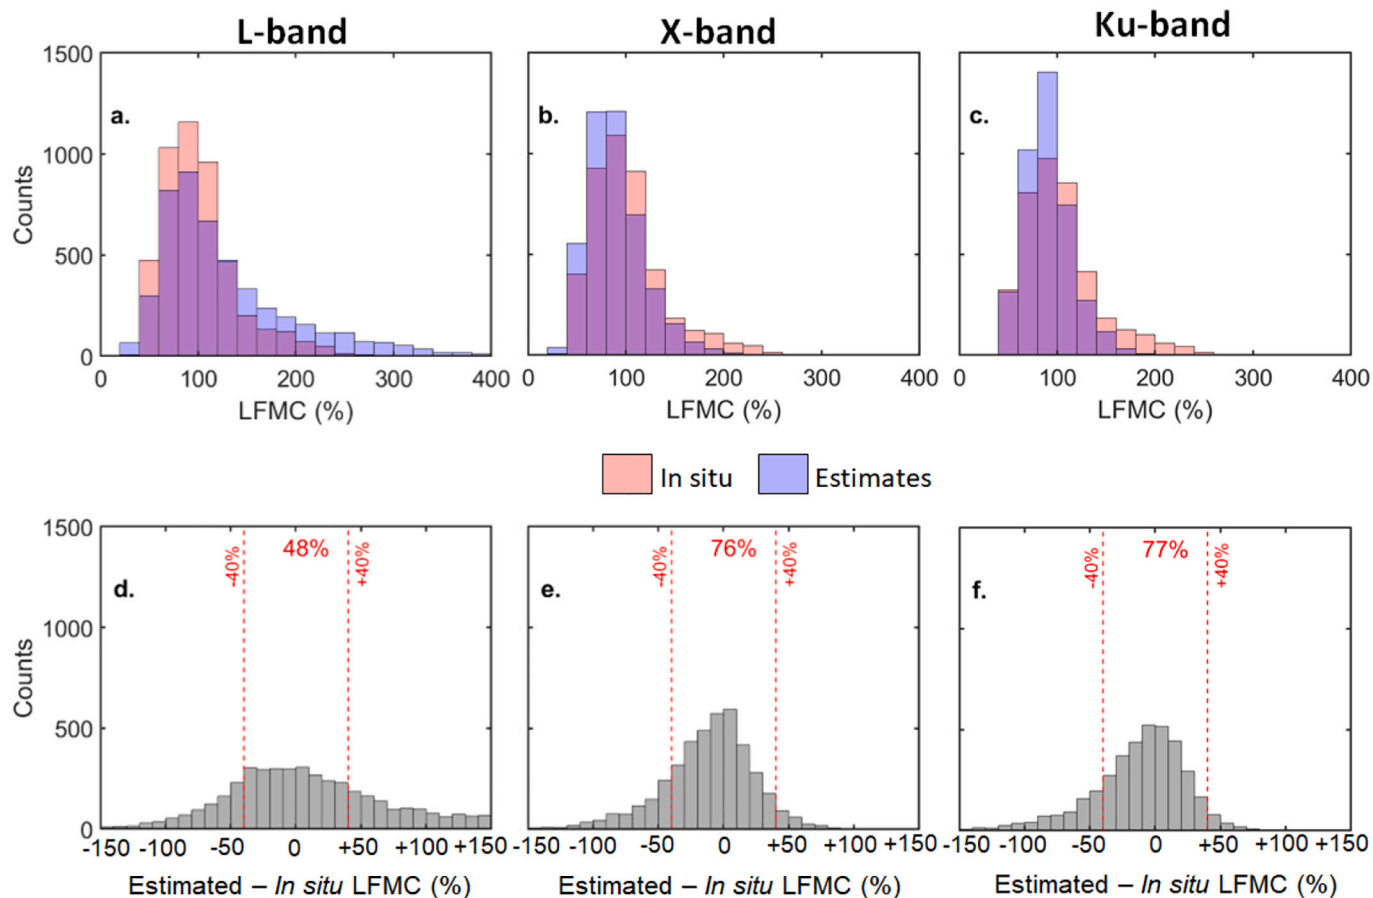 L-band X-band Ku-band
1500
1000
500
0
a. b. c.
Counts
0 100 200 300 400 0 100 200 300 400 0 100 200 300 400
LFMC (%) LFMC (%) LFMC (%)
In situ Estimates
1500
1000
500
0
-40% 48% +40% -40% 76% +40% -40% 77% +40%
d. e. f.
Counts
-150 -100 -50 0 +50 +100 +150 -150 -100 -50 0 +50 +100 +150 -150 -100 -50 0 +50 +100 +150
Estimated – In situ LFMC (%) Estimated – In situ LFMC (%) Estimated – In situ LFMC (%)